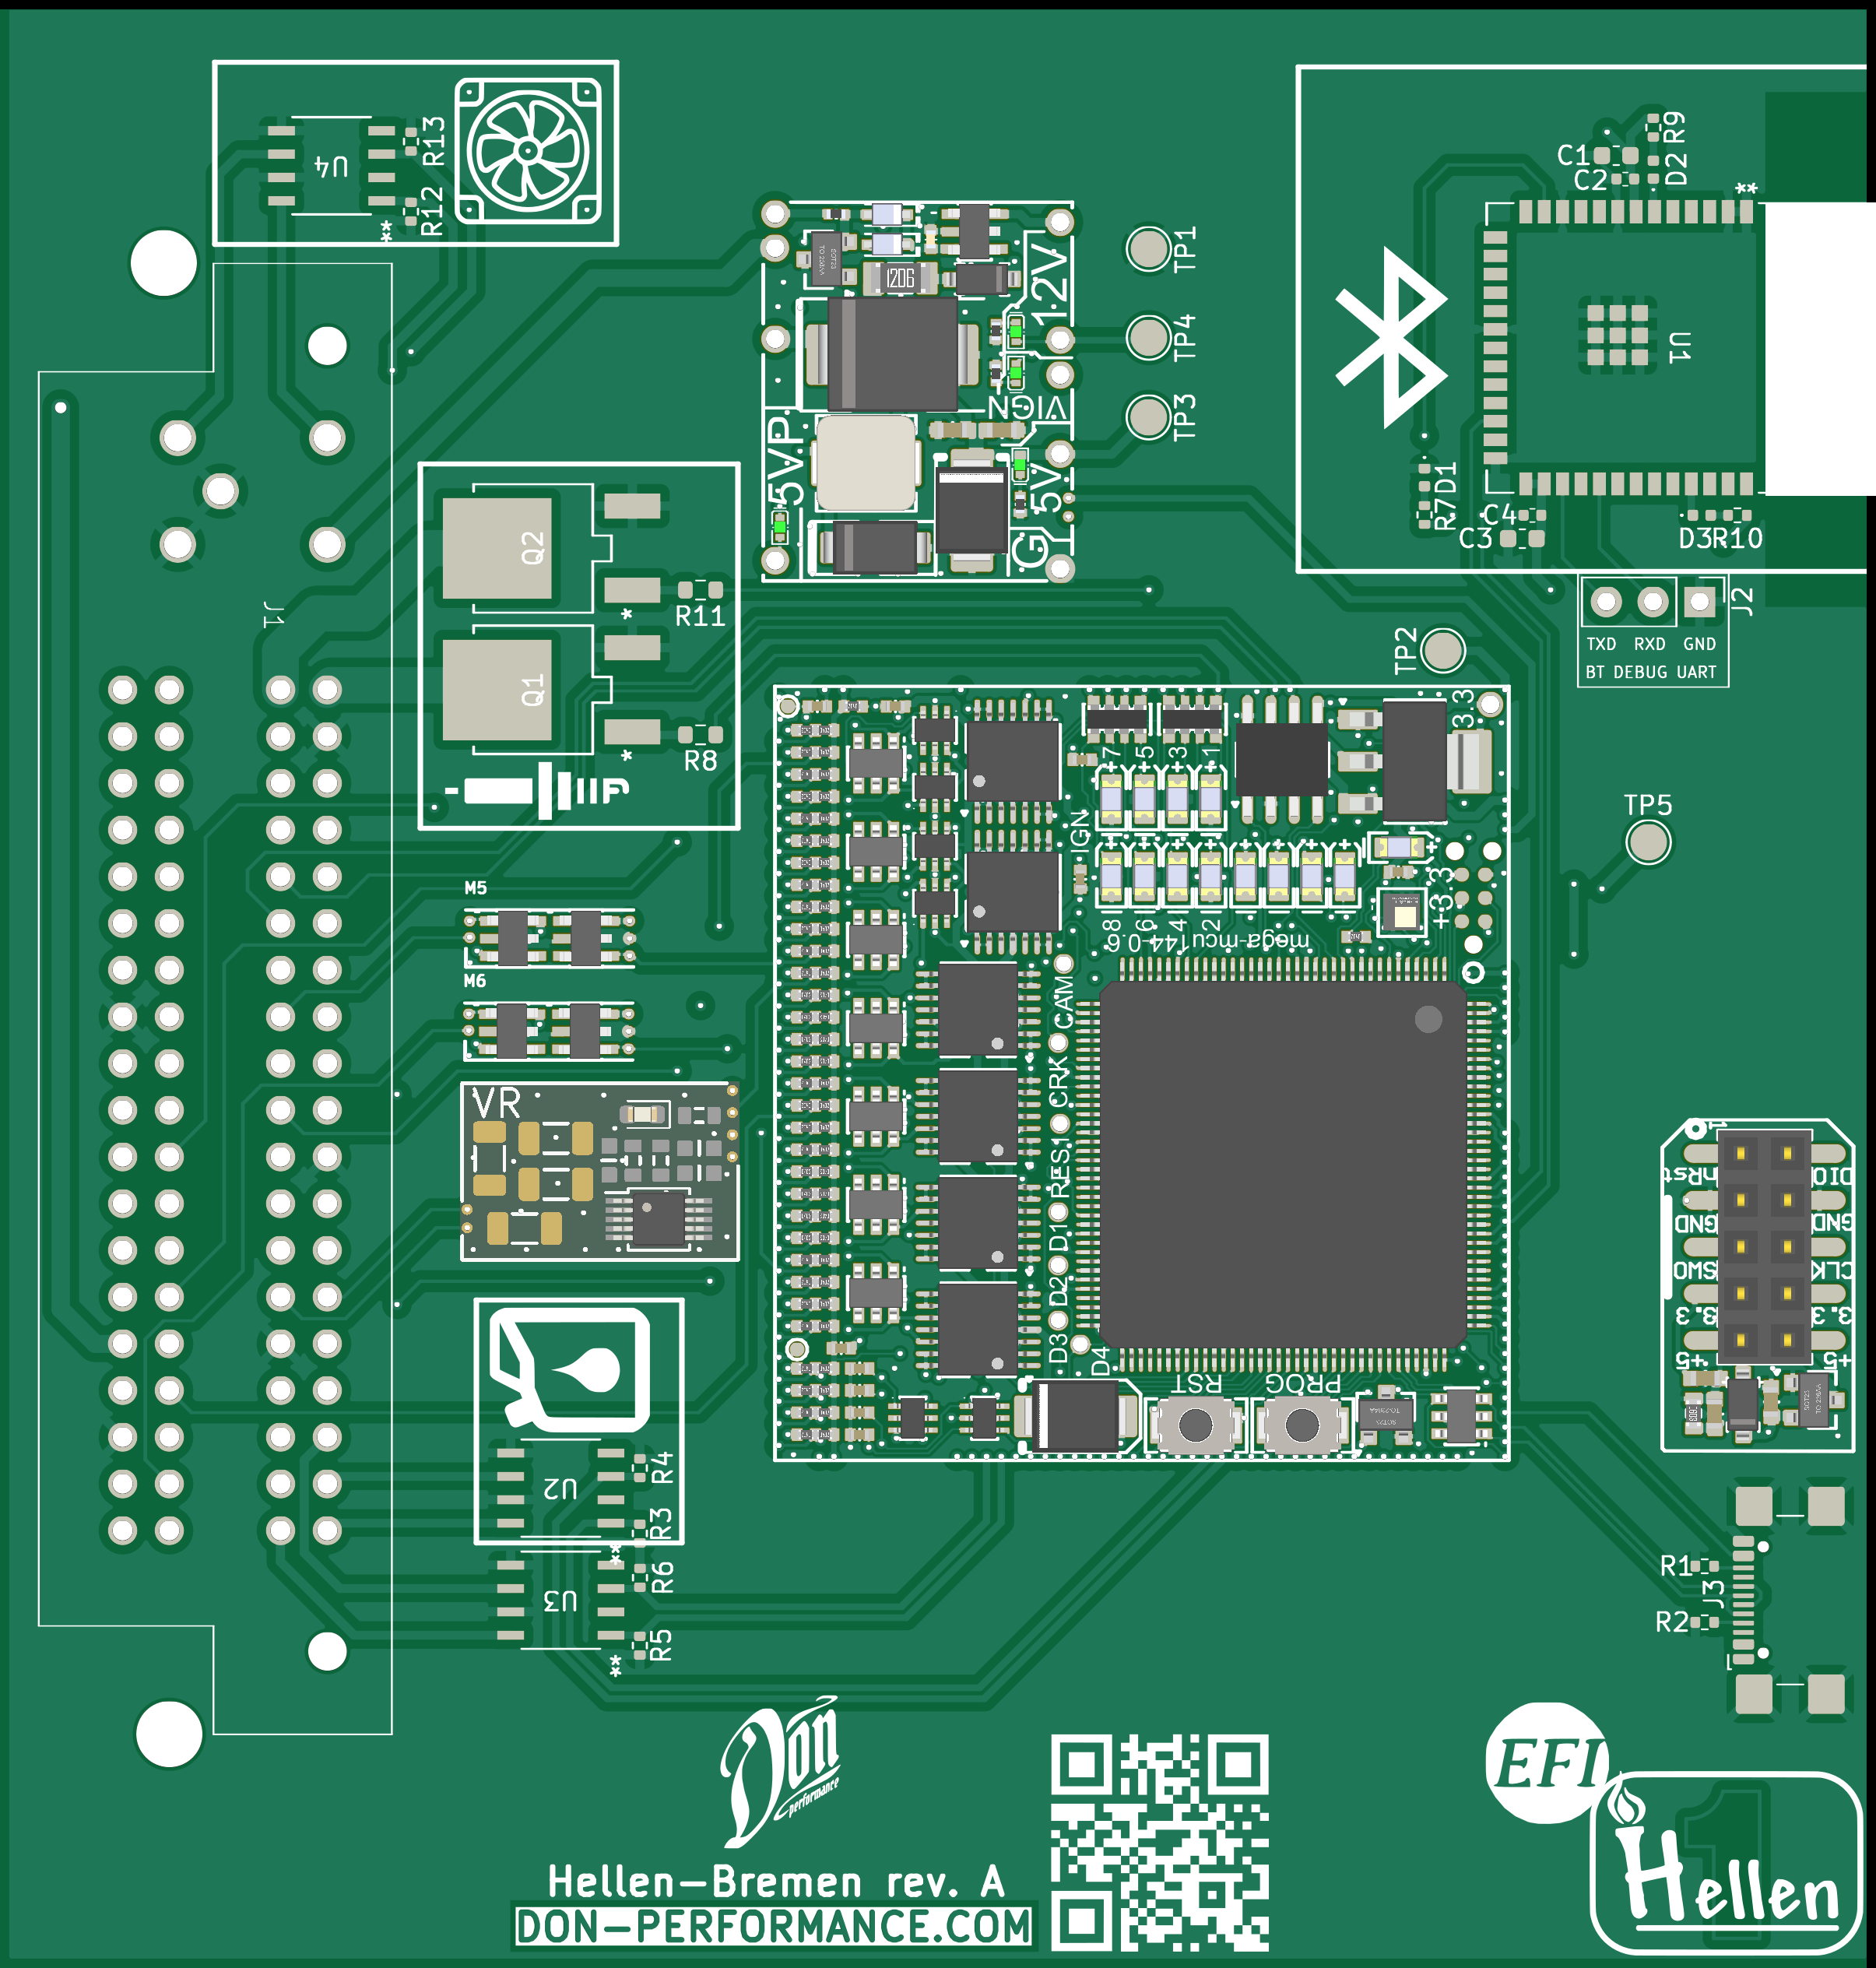 R13
U4
R12
*
*
R9
C1
D2
C2
**
U1
12V
TP1
1206
TP4
VIGN
TP3
5VP
5V
G
D1
R7
C4
C3
D3
R10
Q2
*
R11
J1
J2
TXD RXD GND
BT DEBUG UART
TP2
Q1
*
R8
3.3
7 5 3 1
TP5
IGN
+3.3
8 6 4 2
mega-mcu144-0.6
M5
M6
CAM
CRK
VR
RES1
D1
D2
D3
D4
1
nRst DIO
GND GND
SWO CLK
3.3 3.3
+5 +5
RST PROG
R4
U2
R3
**
R6
U3
R5
**
R1
J3
R2
1
Don
performance
EFI
1
Hellen
Hellen-Bremen rev. A
DON-PERFORMANCE.COM